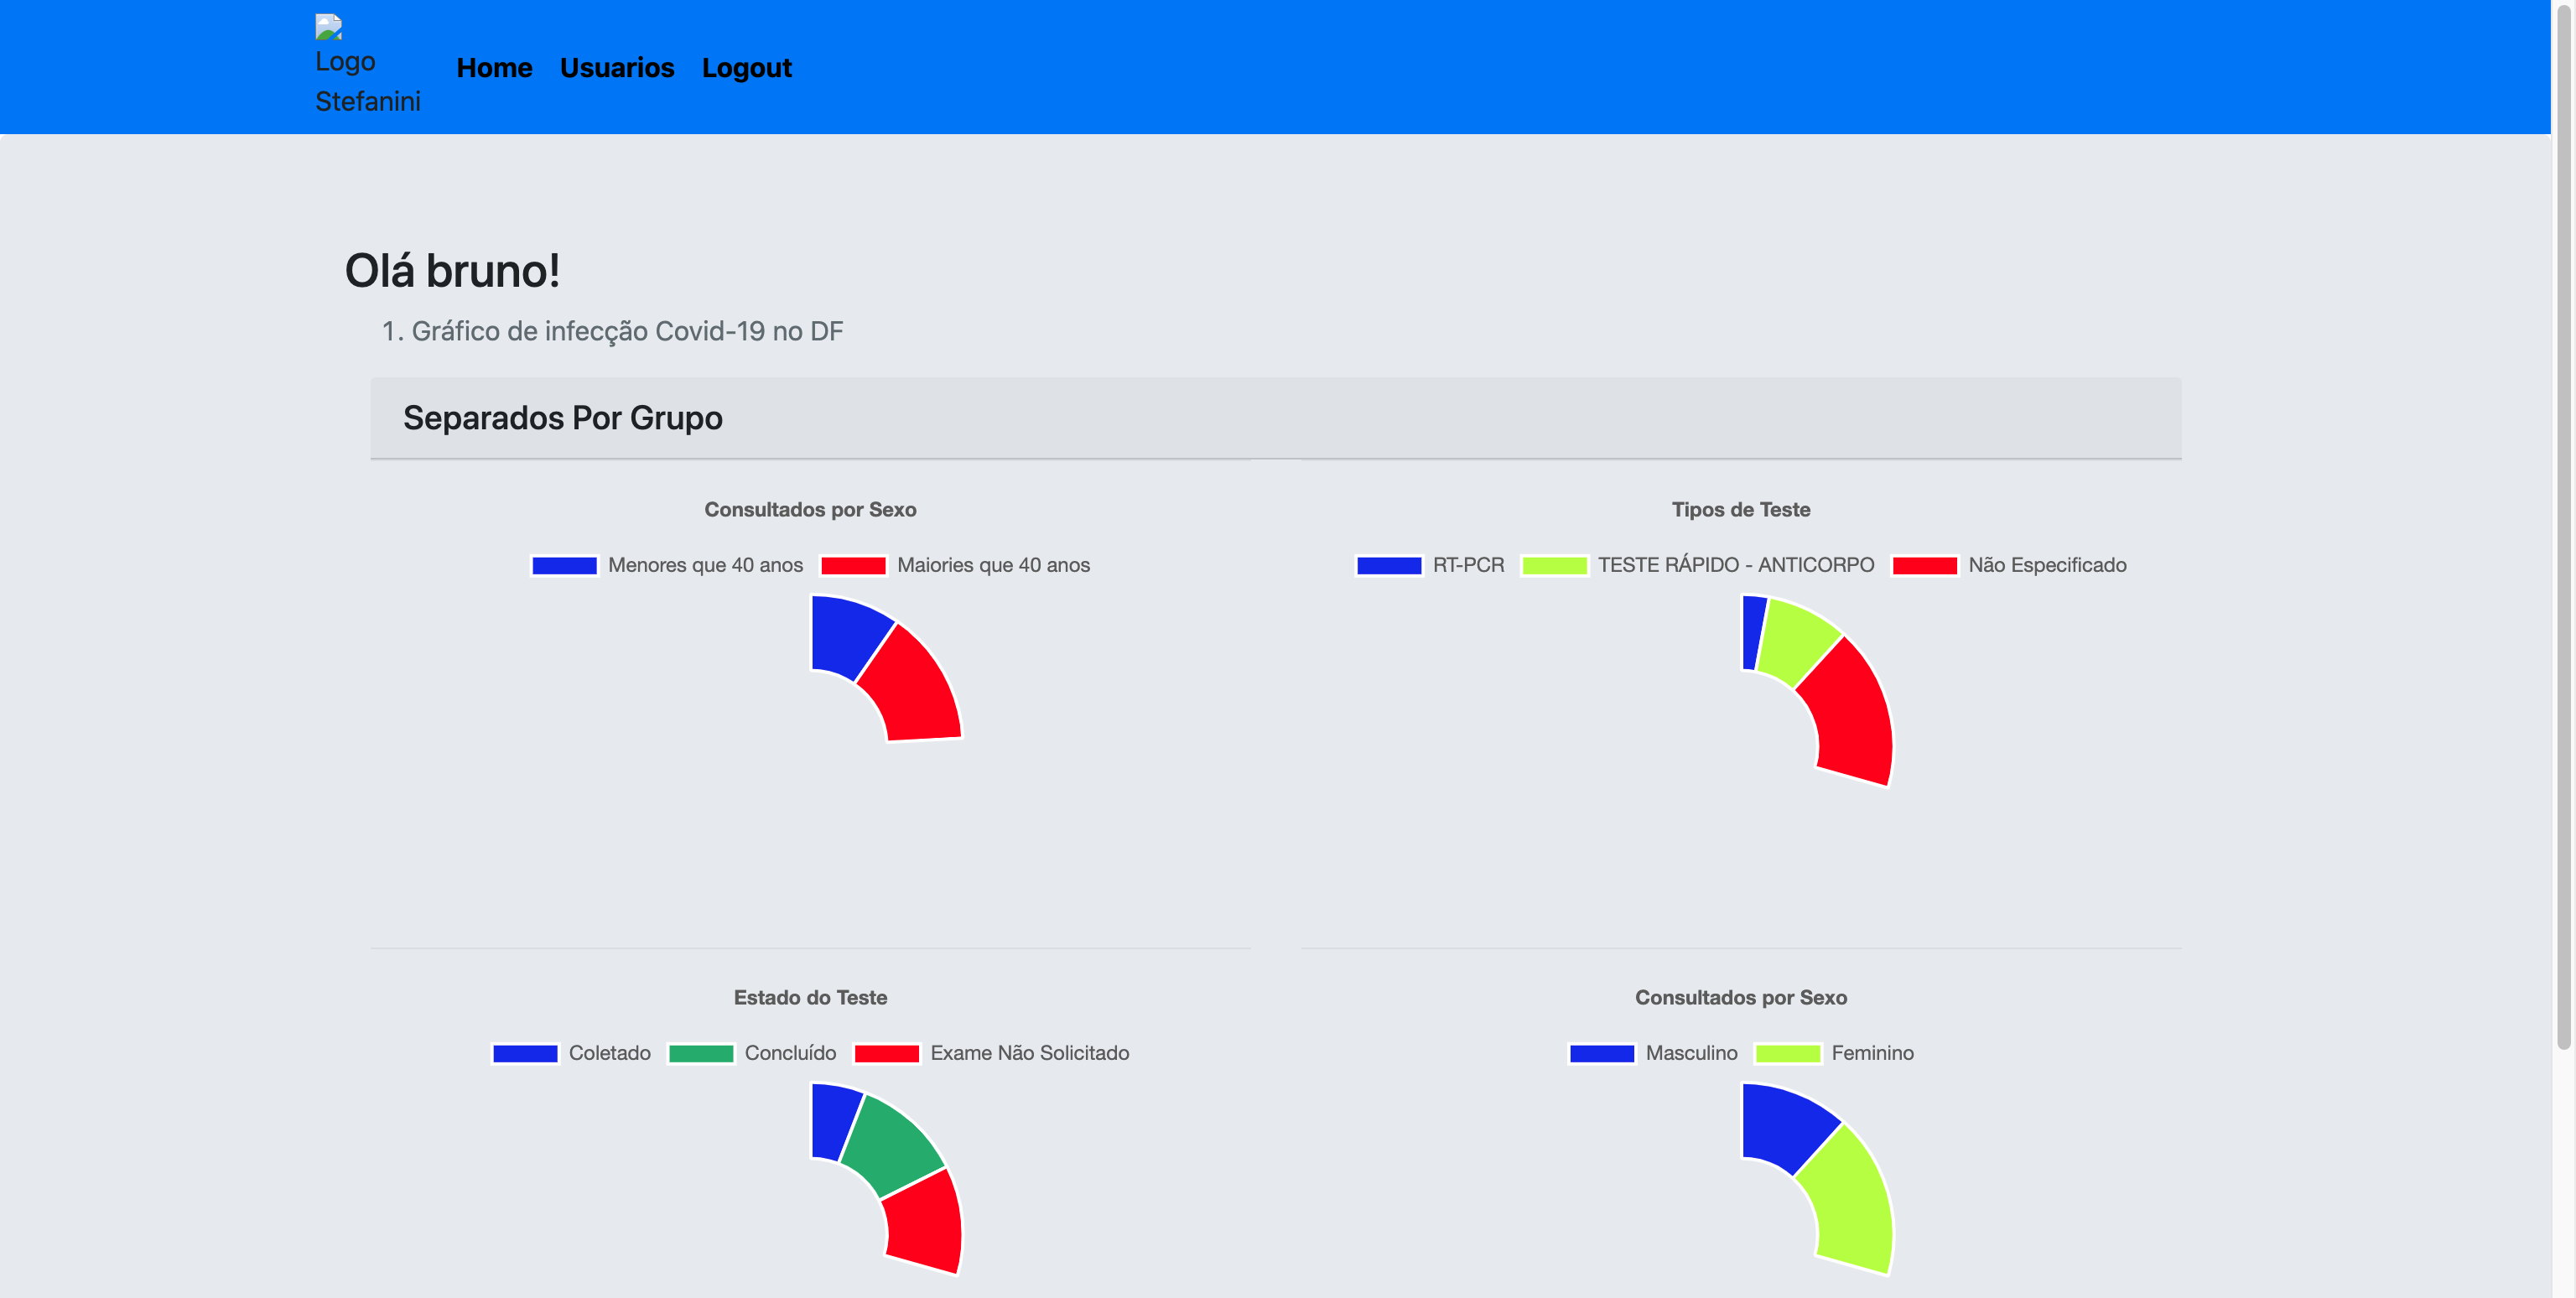 Logo
Stefanini
Home Usuarios Logout
Olá bruno!
1. Gráfico de infecção Covid-19 no DF
Separados Por Grupo
Consultados por Sexo
Menores que 40 anos Maiories que 40 anos
Tipos de Teste
RT-PCR TESTE RÁPIDO - ANTICORPO Não Especificado
Estado do Teste
Coletado Concluído Exame Não Solicitado
Consultados por Sexo
Masculino Feminino